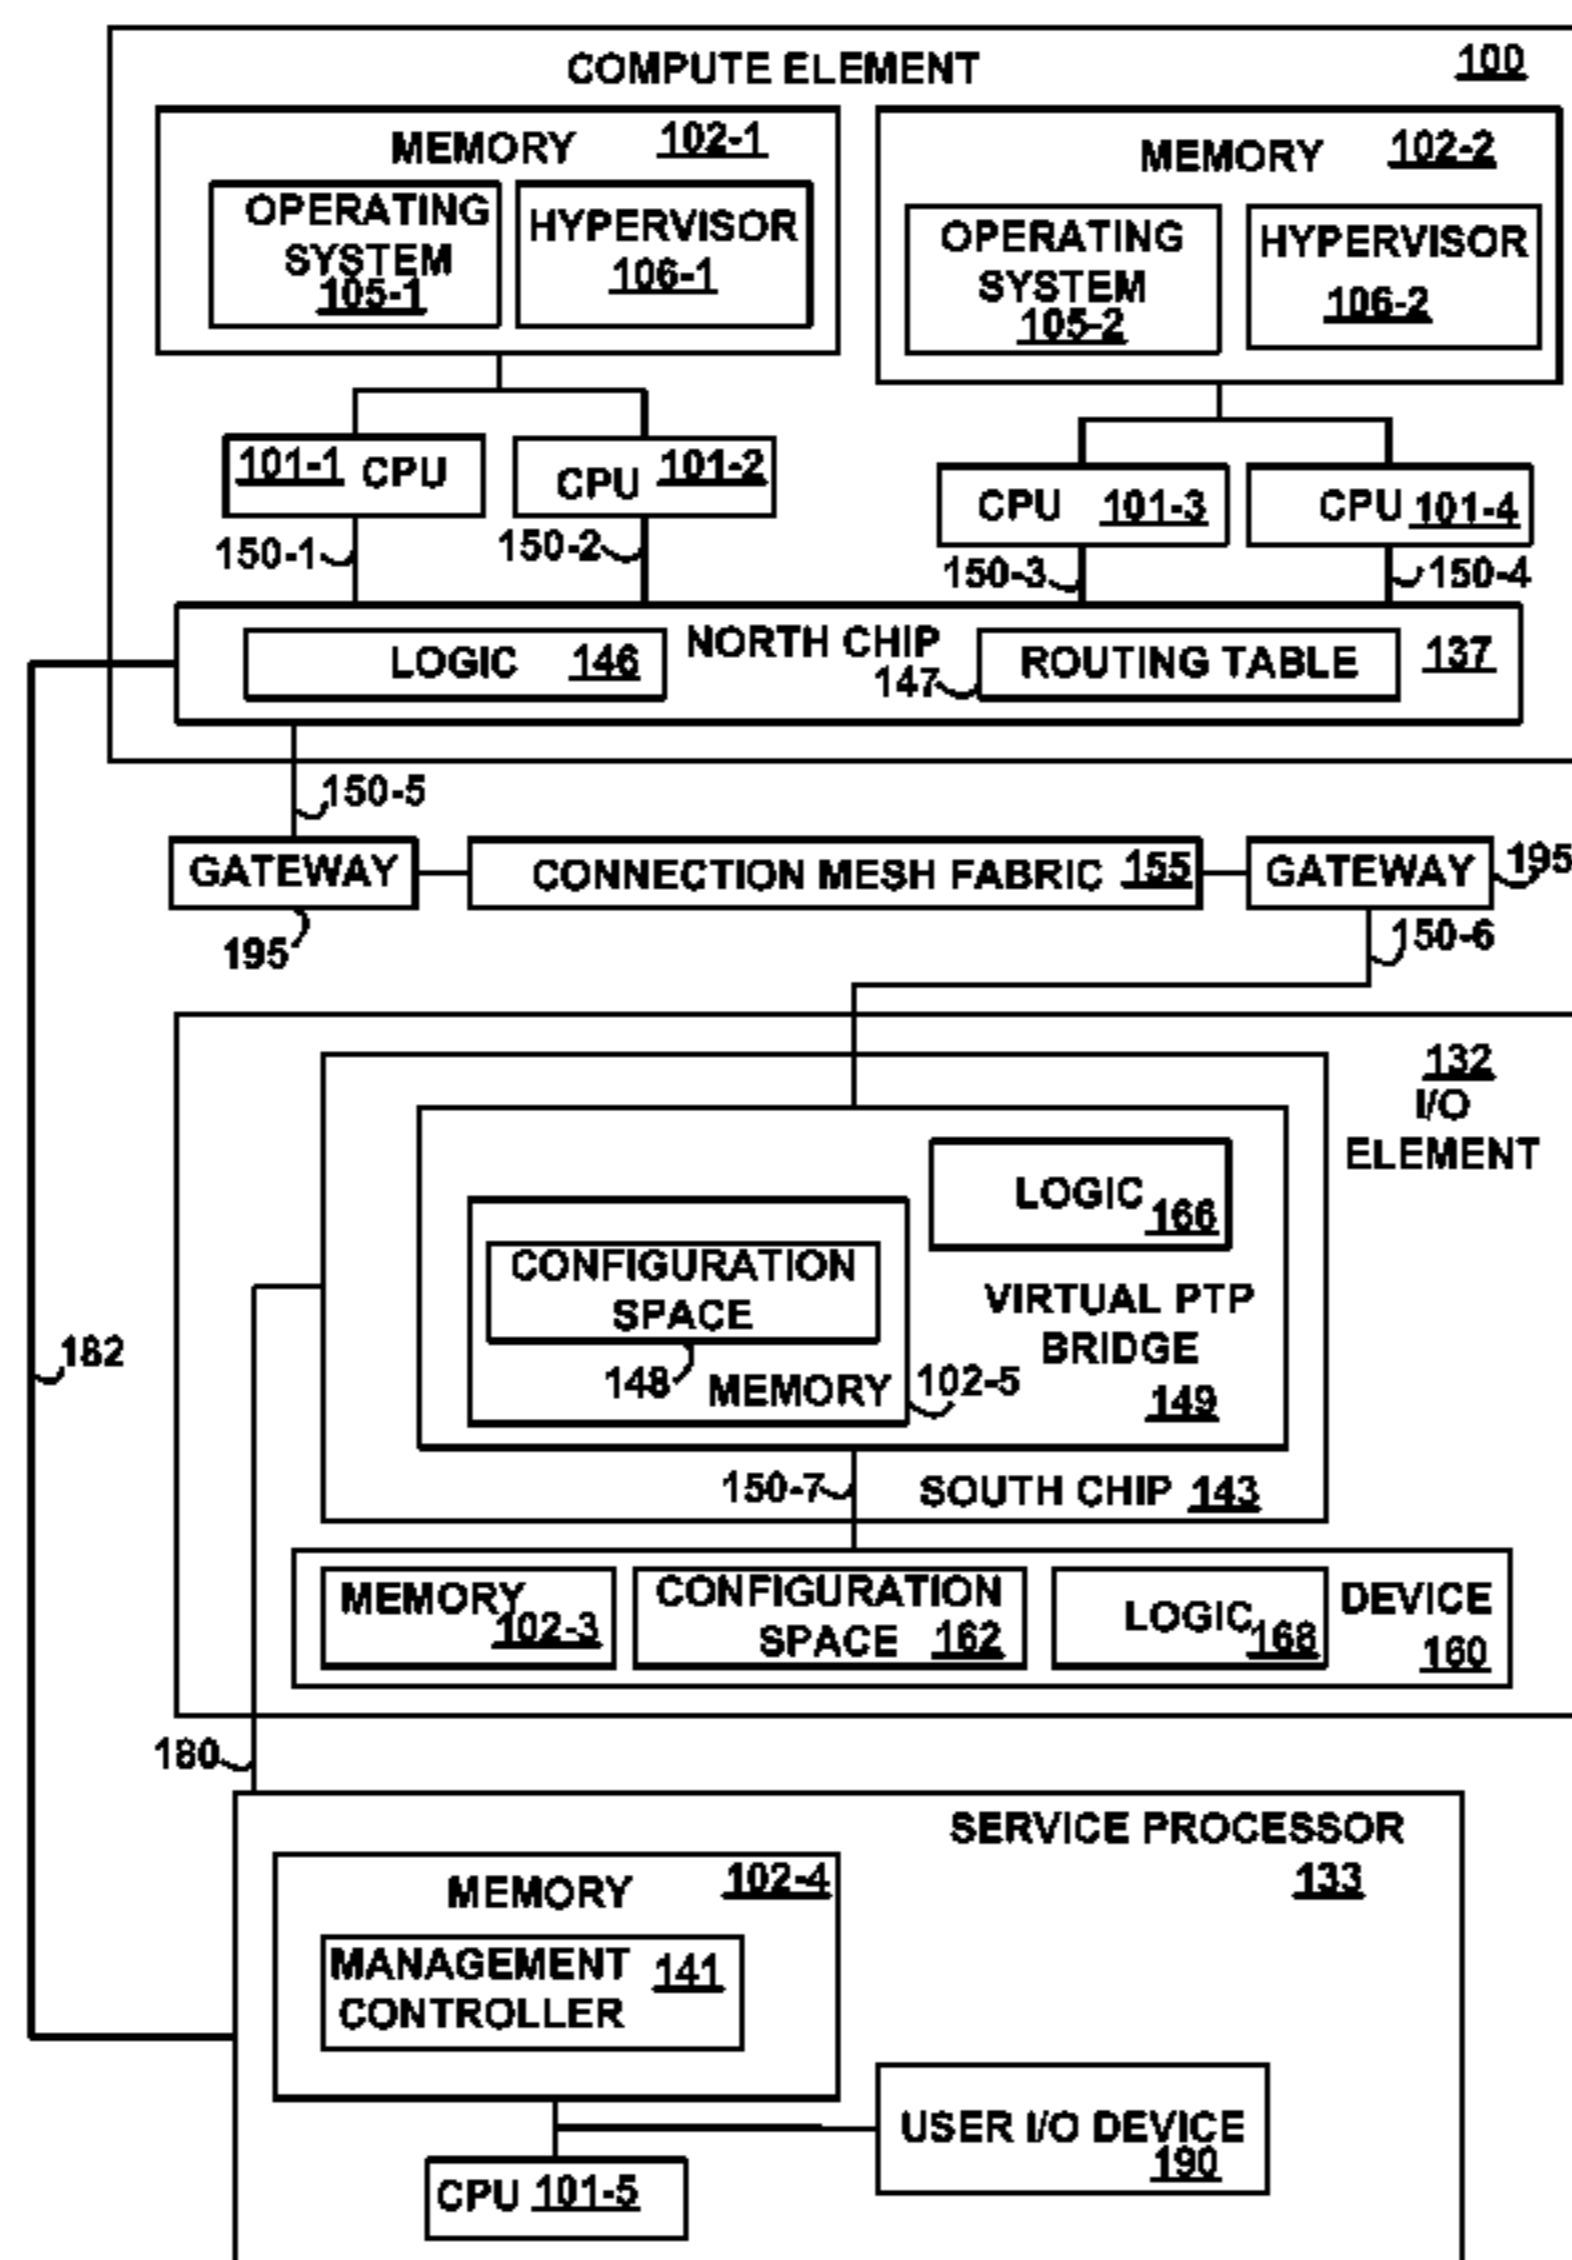 COMPUTE ELEMENT 100
MEMORY 102-1
OPERATING
SYSTEM
105-1
HYPERVISOR
106-1
MEMORY 102-2
OPERATING
SYSTEM
105-2
HYPERVISOR
106-2
101-1 CPU
CPU 101-2
CPU 101-3
CPU 101-4
150-1
150-2
150-3
150-4
NORTH CHIP
LOGIC 146
147
ROUTING TABLE
137
150-5
GATEWAY
195
CONNECTION MESH FABRIC 155
GATEWAY
195
150-6
132
I/O
ELEMENT
LOGIC 166
CONFIGURATION
SPACE
148
MEMORY
102-5
VIRTUAL PTP
BRIDGE
149
182
150-7
SOUTH CHIP 143
MEMORY
102-3
CONFIGURATION
SPACE 162
LOGIC 168
DEVICE
160
180
SERVICE PROCESSOR
133
MEMORY 102-4
MANAGEMENT
CONTROLLER
141
USER I/O DEVICE
190
CPU 101-5